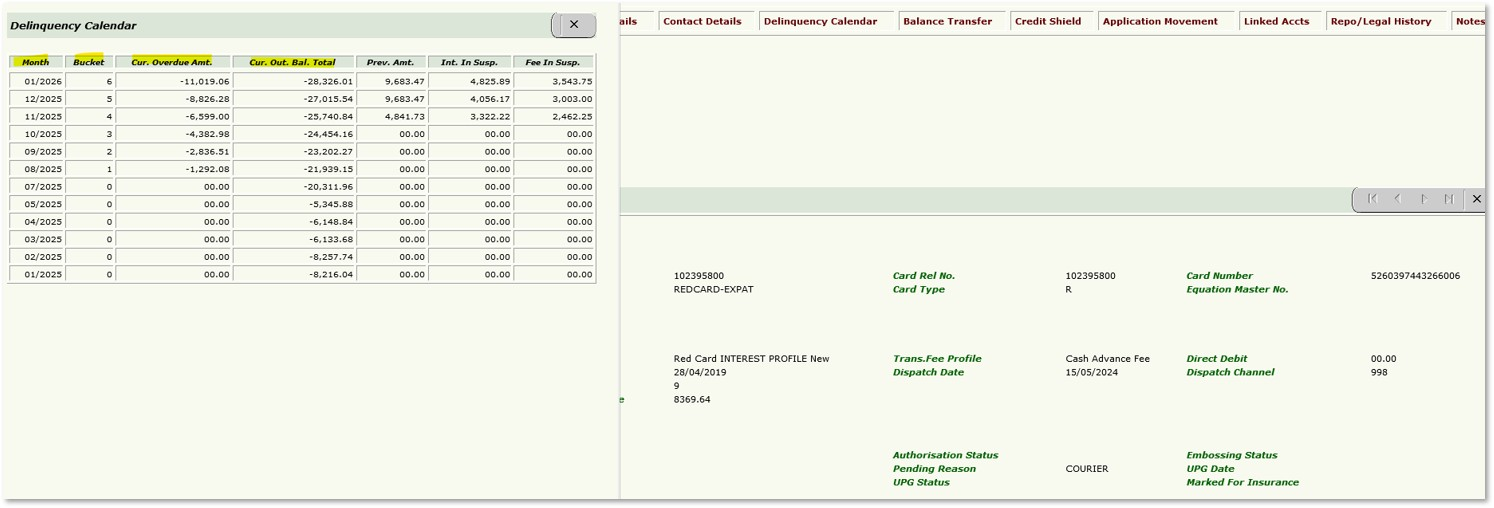 Delinquency Calendar
Month Bucket Cur. Overdue Amt. Cur. Out. Bal. Total Prev. Amt. Int. In Susp. Fee In Susp.
01/2026 6 -11,019.06 -28,326.01 9,683.47 4,825.89 3,543.75
12/2025 5 -8,826.28 -27,015.54 9,683.47 4,056.17 3,003.00
11/2025 4 -6,599.00 -25,740.84 4,841.73 3,322.22 2,462.25
10/2025 3 -4,382.98 -24,454.16 00.00 00.00 00.00
09/2025 2 -2,836.51 -23,202.27 00.00 00.00 00.00
08/2025 1 -1,292.08 -21,939.15 00.00 00.00 00.00
07/2025 0 00.00 -20,311.96 00.00 00.00 00.00
05/2025 0 00.00 -5,345.88 00.00 00.00 00.00
04/2025 0 00.00 -6,148.84 00.00 00.00 00.00
03/2025 0 00.00 -6,133.68 00.00 00.00 00.00
02/2025 0 00.00 -8,257.74 00.00 00.00 00.00
01/2025 0 00.00 -8,216.04 00.00 00.00 00.00
ails Contact Details Delinquency Calendar Balance Transfer Credit Shield Application Movement Linked Accts Repo/Legal History Notes
102395800 Card Rel No. 102395800 Card Number 5260397443266006
REDCARD-EXPAT Card Type R Equation Master No.
Red Card INTEREST PROFILE New Trans.Fee Profile Cash Advance Fee Direct Debit 00.00
28/04/2019 Dispatch Date 15/05/2024 Dispatch Channel 998
9
e 8369.64
Authorisation Status Embossing Status
Pending Reason COURIER UPG Date
UPG Status Marked For Insurance